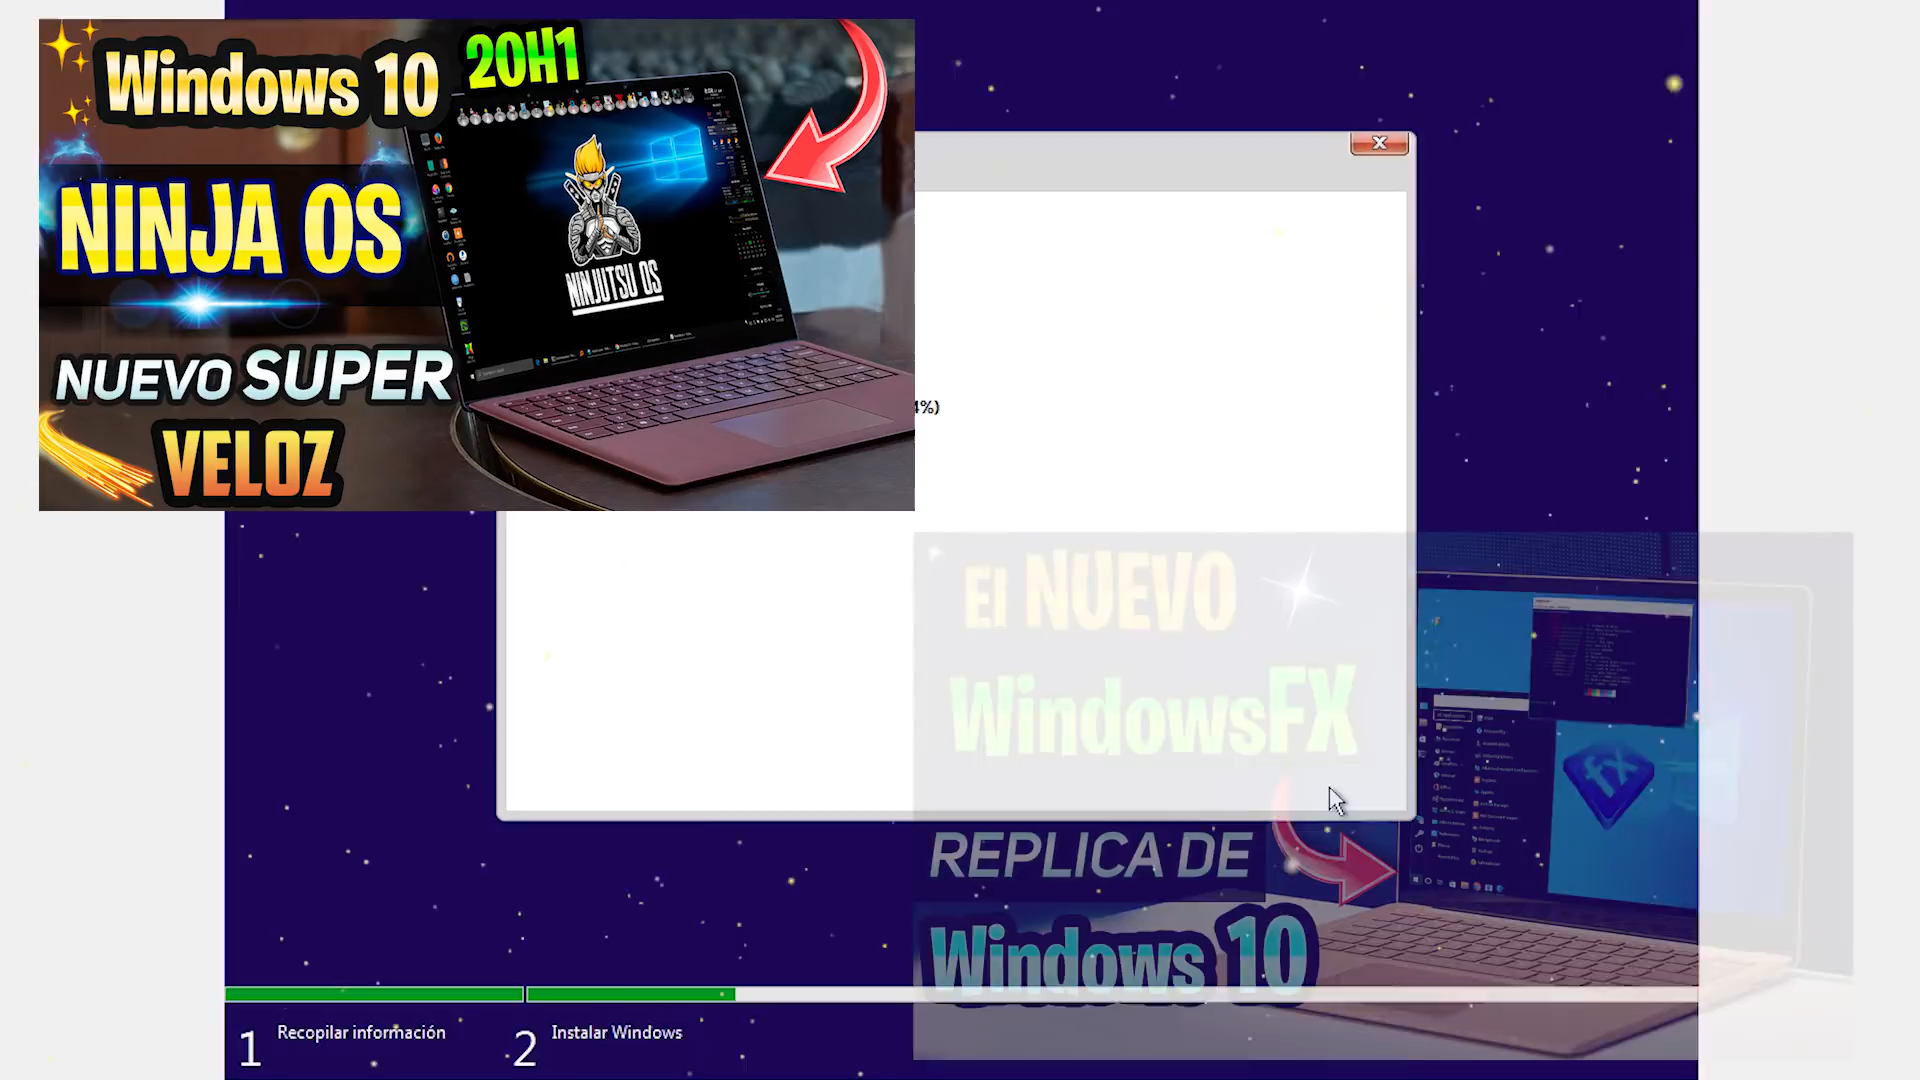 Windows 10
20H1
NINJA OS
NINJUTSU OS
NUEVO SUPER
VELOZ
4%)
El NUEVO
WindowsFX
fx
REPLICA DE
Windows 10
1 Recopilar información
2 Instalar Windows